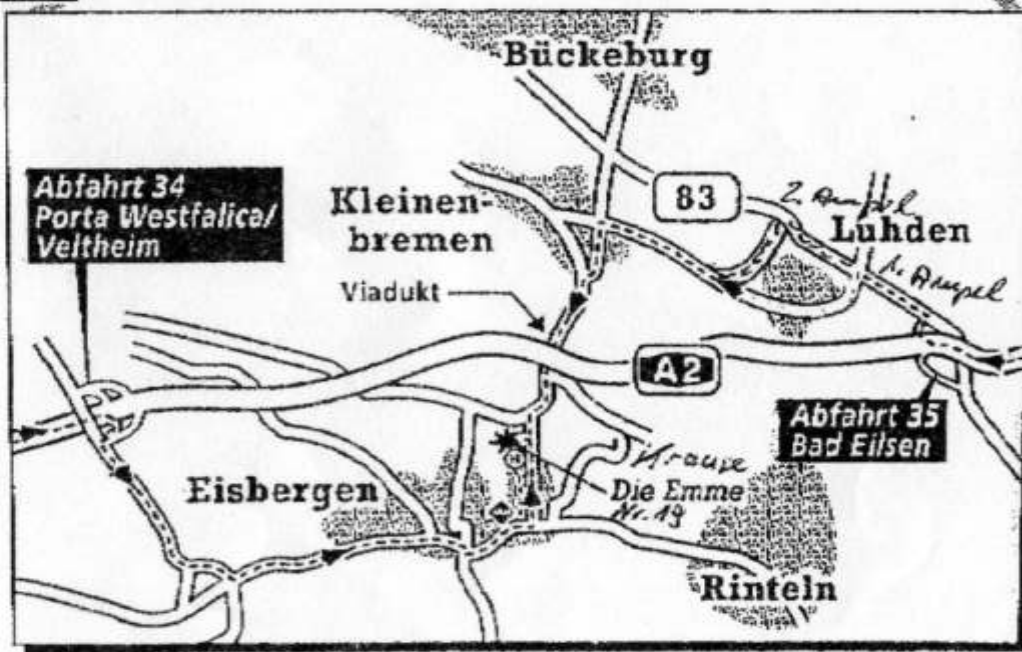 Bückeburg
Abfahrt 34
Porta Westfalica/
Veltheim
Kleinen-
bremen
83
2. Ampel
Luhden
1. Ampel
Viadukt
A2
Abfahrt 35
Bad Eilsen
Eisbergen
Krause
Die Emme
Nr. 19
H
Rinteln